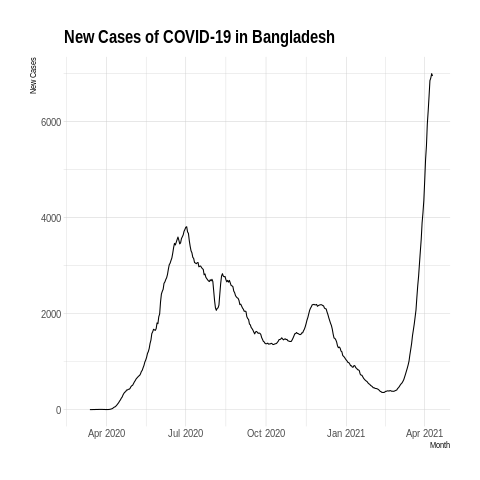 New Cases of COVID-19 in Bangladesh
New Cases
6000
4000
2000
0
Apr 2020 Jul 2020 Oct 2020 Jan 2021 Apr 2021
Month